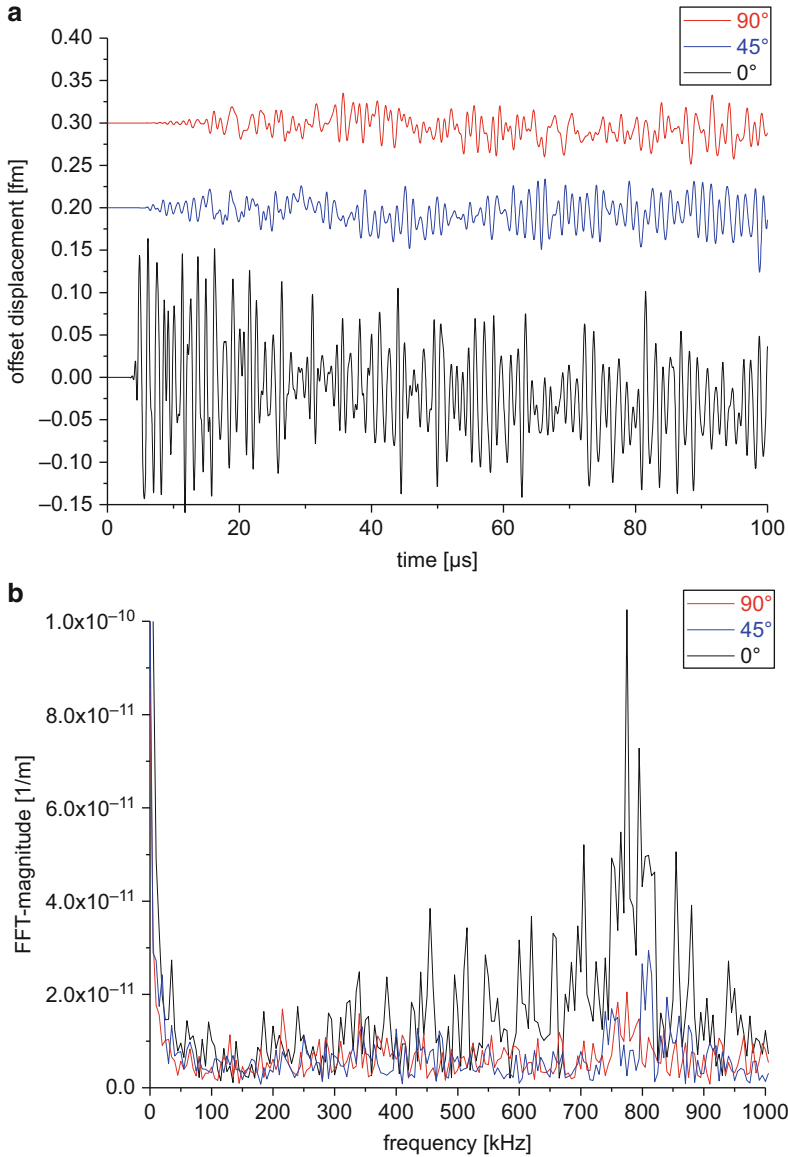 a
90°
45°
0°
0.40
0.35
0.30
0.25
0.20
0.15
0.10
0.05
0.00
−0.05
−0.10
−0.15
offset displacement [fm]
0 20 40 60 80 100
time [µs]
b
90°
45°
0°
1.0x10⁻¹⁰
8.0x10⁻¹¹
6.0x10⁻¹¹
4.0x10⁻¹¹
2.0x10⁻¹¹
0.0
FFT-magnitude [1/m]
0 100 200 300 400 500 600 700 800 900 1000
frequency [kHz]